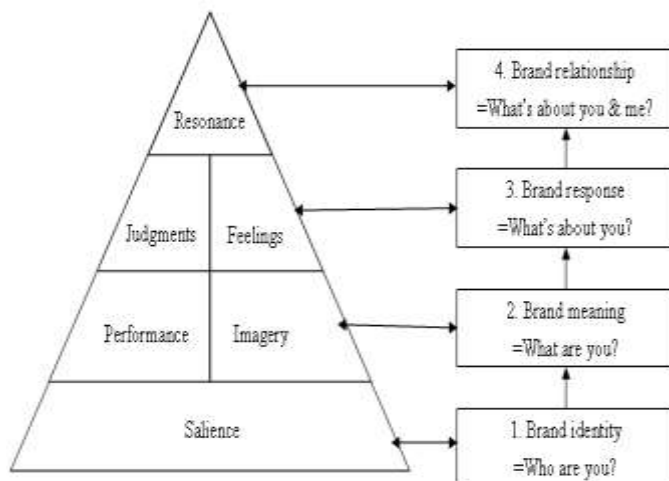 4. Brand relationship
=What's about you & me?
Resonance
3. Brand response
=What's about you?
Judgments
Feelings
2. Brand meaning
=What are you?
Performance
Imagery
1. Brand identity
=Who are you?
Salience